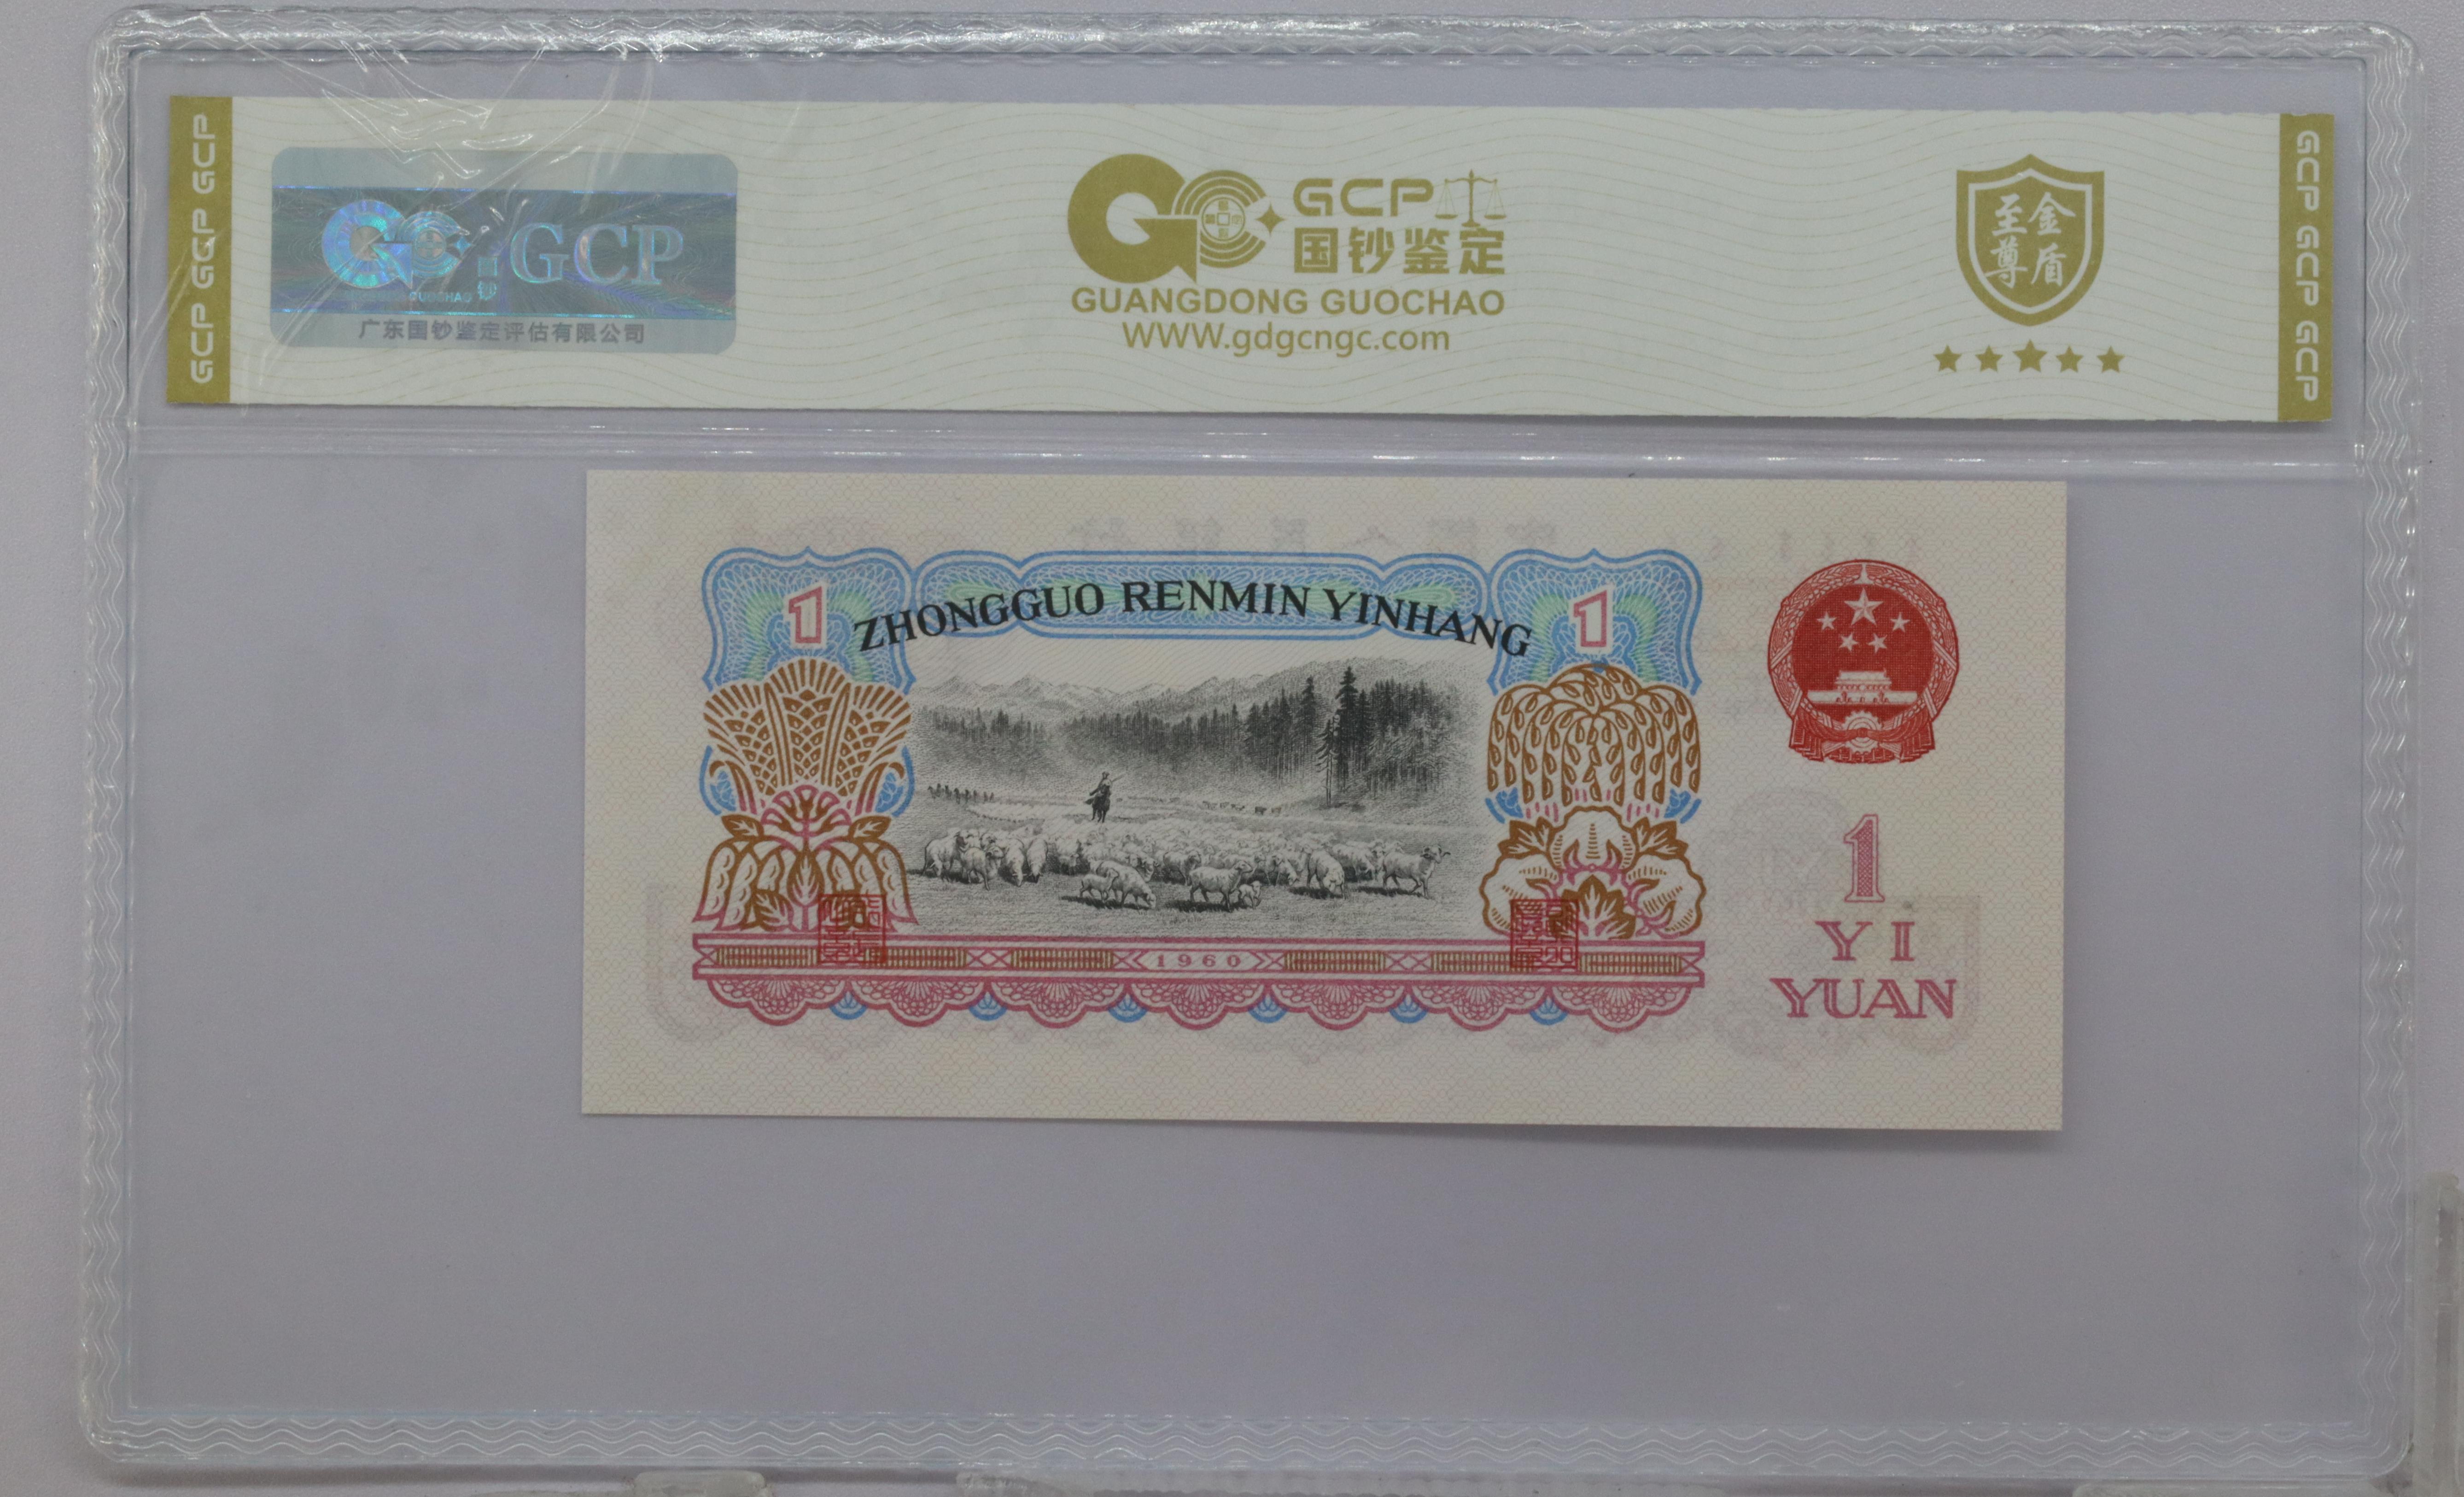 GCP GCP GCP
GCP
GUOCHAO
广东国钞鉴定评估有限公司
GCP
国钞鉴定
GUANGDONG GUOCHAO
WWW.gdgcngc.com
至尊金盾
GCP GCP GCP
ZHONGGUO RENMIN YINHANG
1
1
1960
1
YI
YUAN